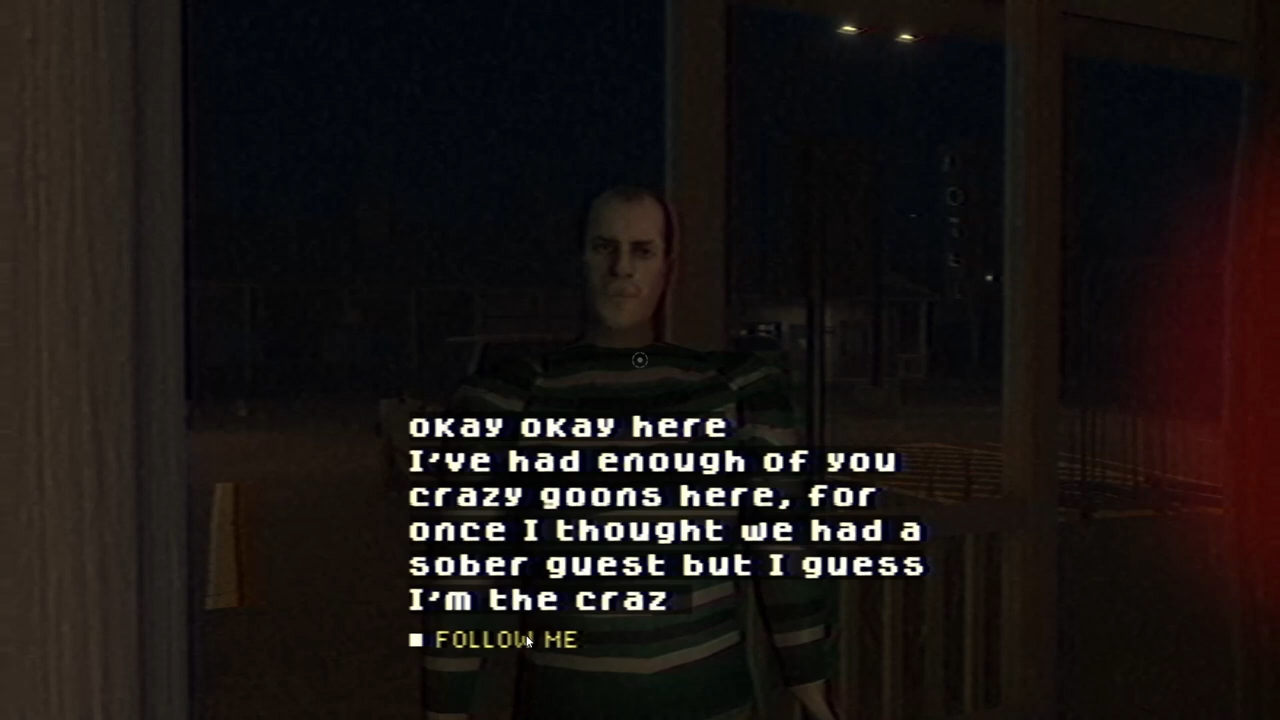 okay okay here
I've had enough of you
crazy goons here, for
once I thought we had a
sober guest but I guess
I'm the craz
FOLLOW ME